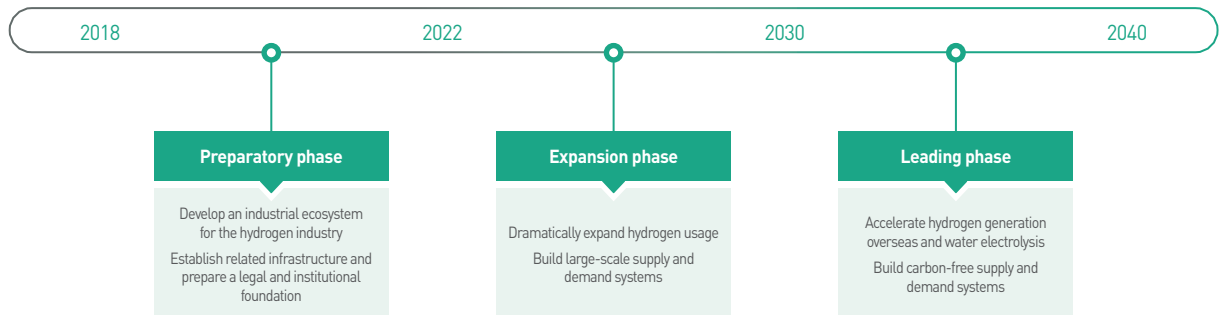 2018
2022
2030
2040
Preparatory phase
Develop an industrial ecosystem
for the hydrogen industry
Establish related infrastructure and
prepare a legal and institutional
foundation
Expansion phase
Dramatically expand hydrogen usage
Build large-scale supply and
demand systems
Leading phase
Accelerate hydrogen generation
overseas and water electrolysis
Build carbon-free supply and
demand systems